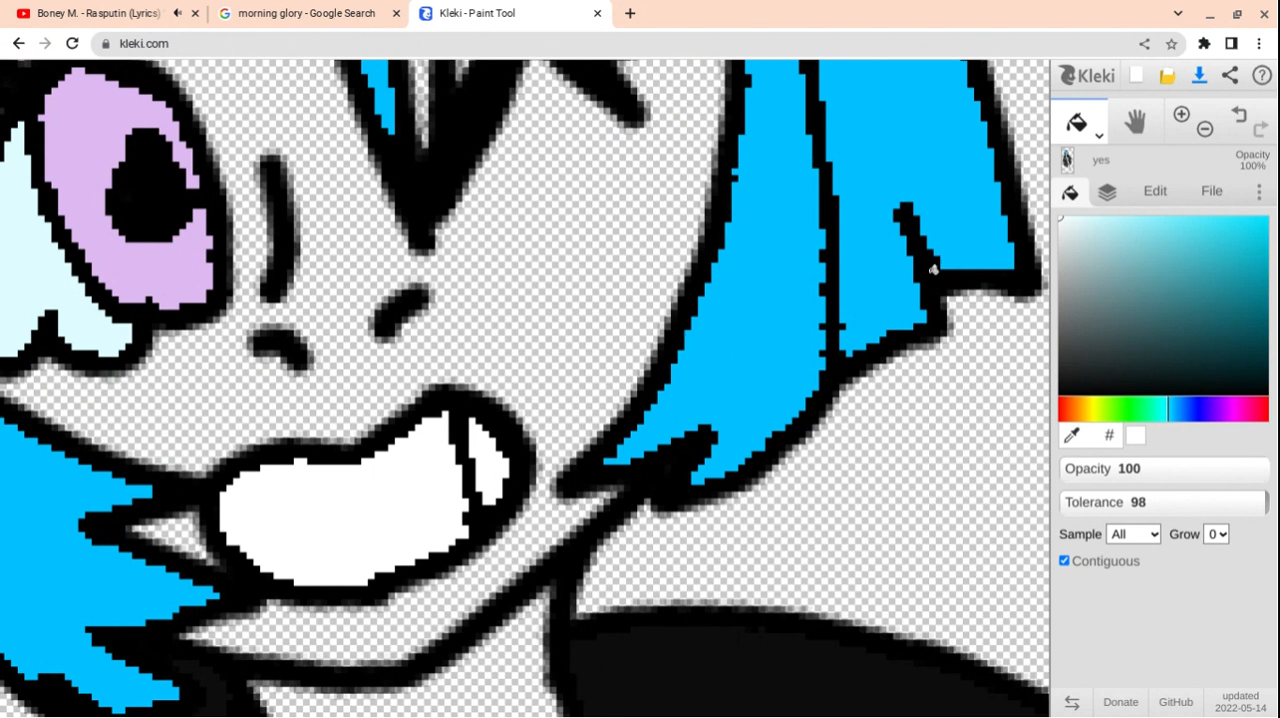 Boney M. - Rasputin (Lyrics)
morning glory - Google Search
Kleki - Paint Tool
kleki.com
Kleki
yes
Opacity
100%
Edit
File
#
Opacity 100
Tolerance 98
Sample All
Grow 0
Contiguous
Donate
GitHub
updated
2022-05-14